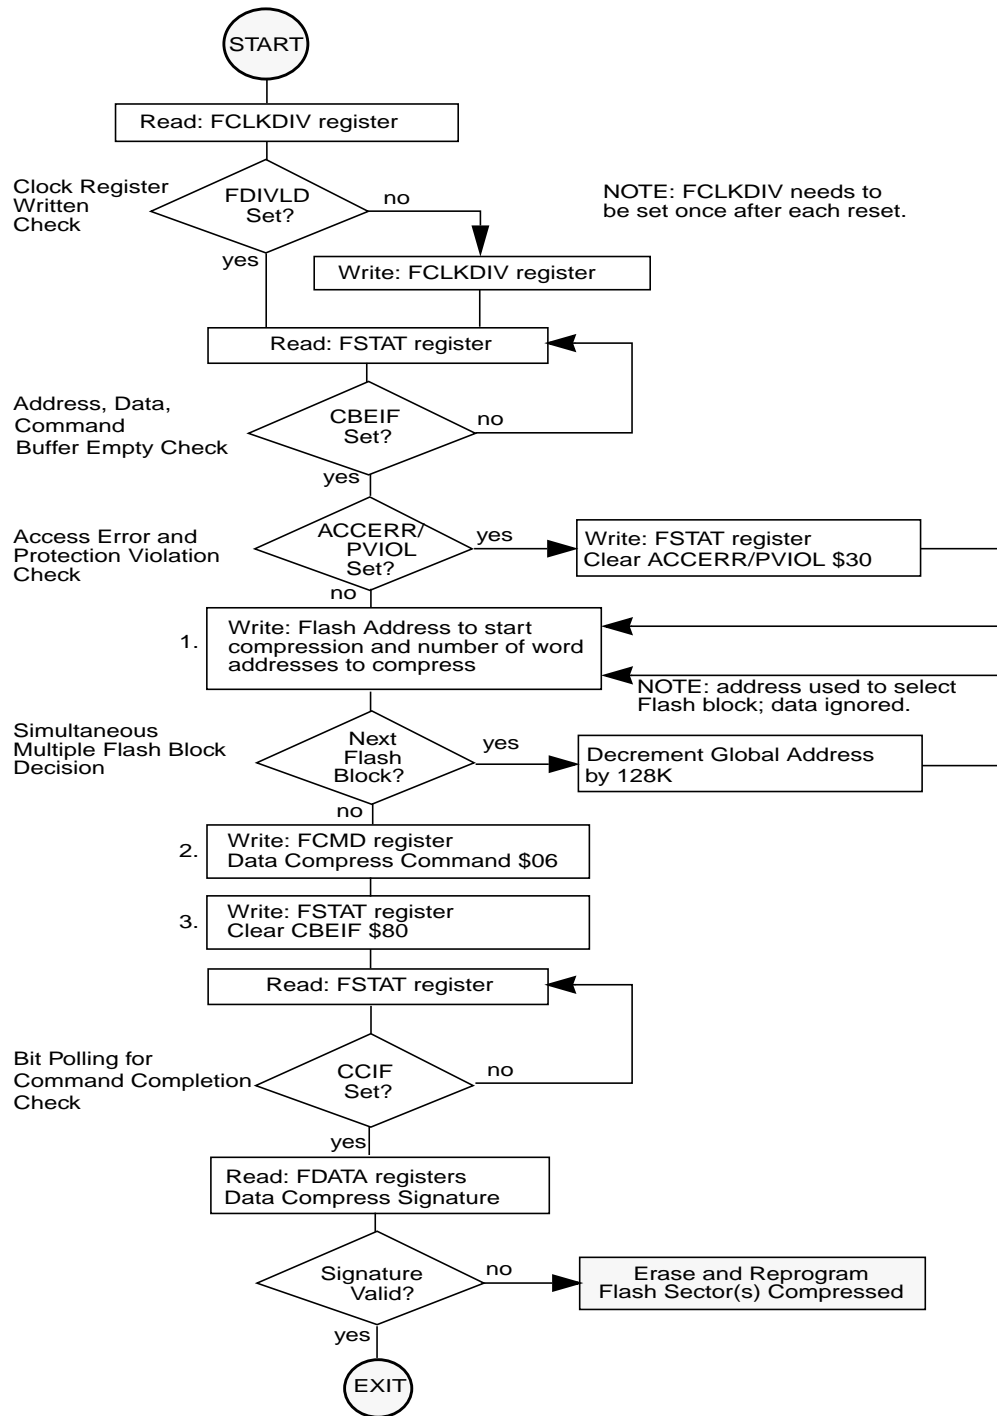 START
Read: FCLKDIV register
Clock Register
Written
Check
FDIVLD
Set?
no
yes
NOTE: FCLKDIV needs to
be set once after each reset.
Write: FCLKDIV register
Read: FSTAT register
Address, Data,
Command
Buffer Empty Check
CBEIF
Set?
no
yes
Access Error and
Protection Violation
Check
ACCERR/
PVIOL
Set?
yes
no
Write: FSTAT register
Clear ACCERR/PVIOL $30
1.
Write: Flash Address to start
compression and number of word
addresses to compress
NOTE: address used to select
Flash block; data ignored.
Simultaneous
Multiple Flash Block
Decision
Next
Flash
Block?
yes
no
Decrement Global Address
by 128K
2.
Write: FCMD register
Data Compress Command $06
3.
Write: FSTAT register
Clear CBEIF $80
Read: FSTAT register
Bit Polling for
Command Completion
Check
CCIF
Set?
no
yes
Read: FDATA registers
Data Compress Signature
Signature
Valid?
no
yes
Erase and Reprogram
Flash Sector(s) Compressed
EXIT